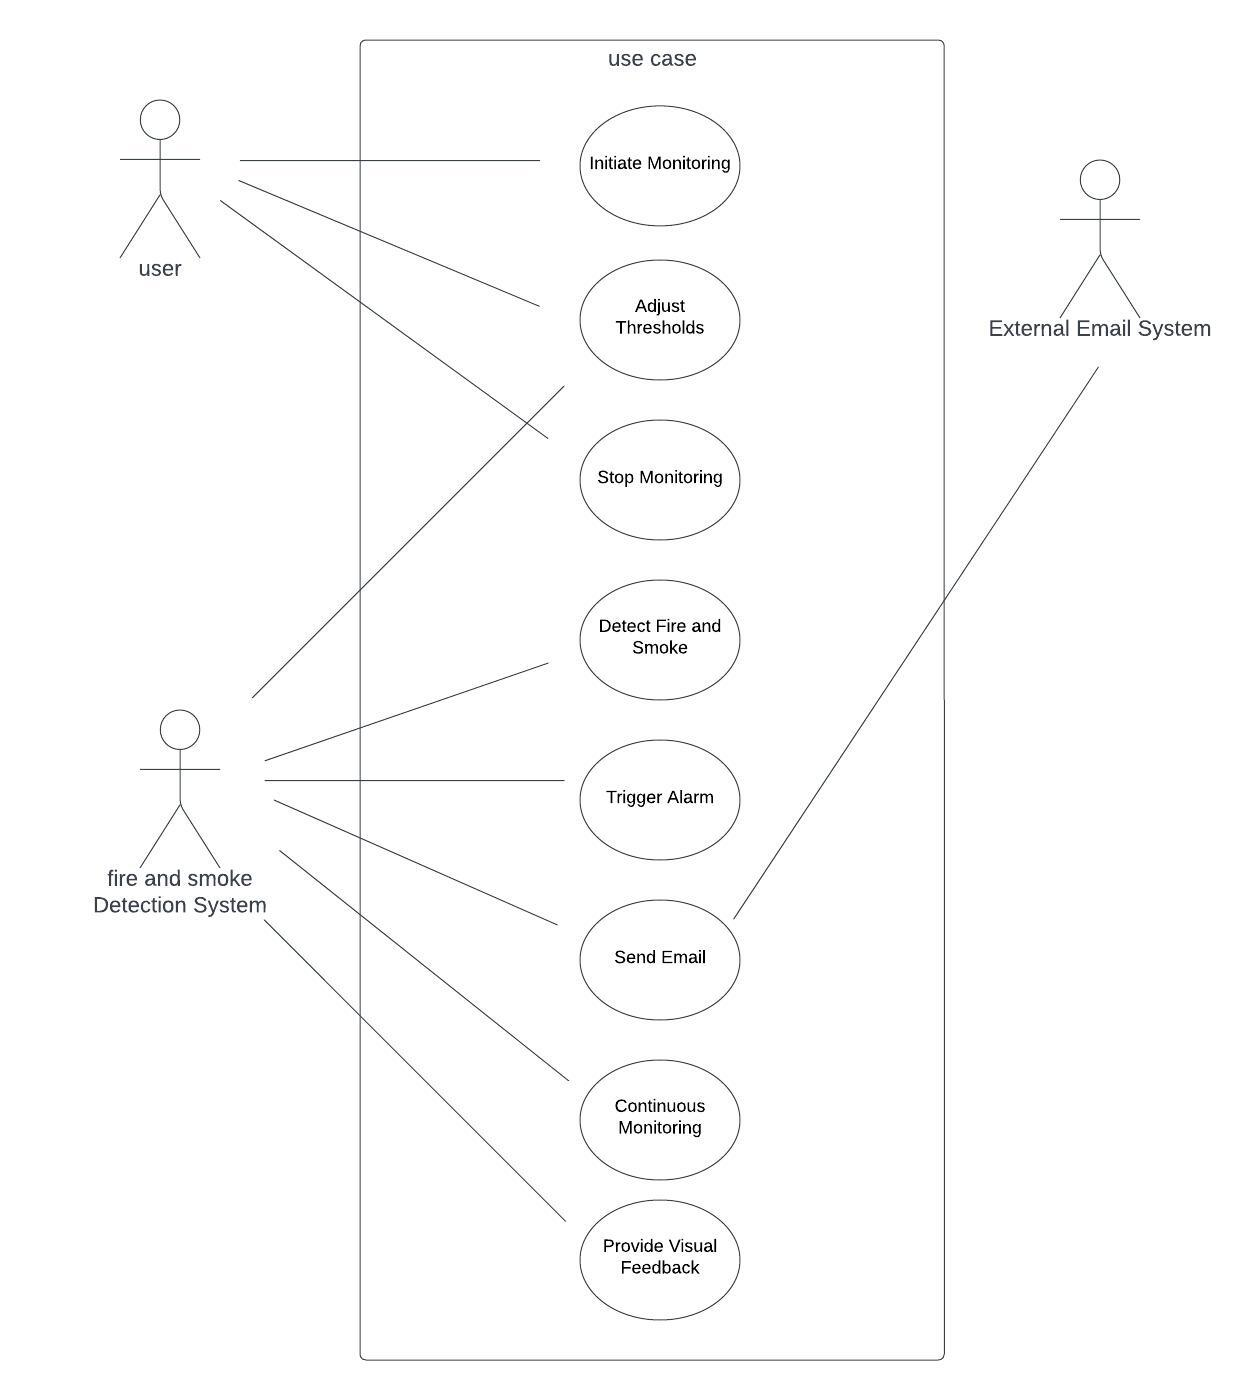 use case
Initiate Monitoring
user
Adjust
Thresholds
External Email System
Stop Monitoring
Detect Fire and
Smoke
Trigger Alarm
fire and smoke
Detection System
Send Email
Continuous
Monitoring
Provide Visual
Feedback